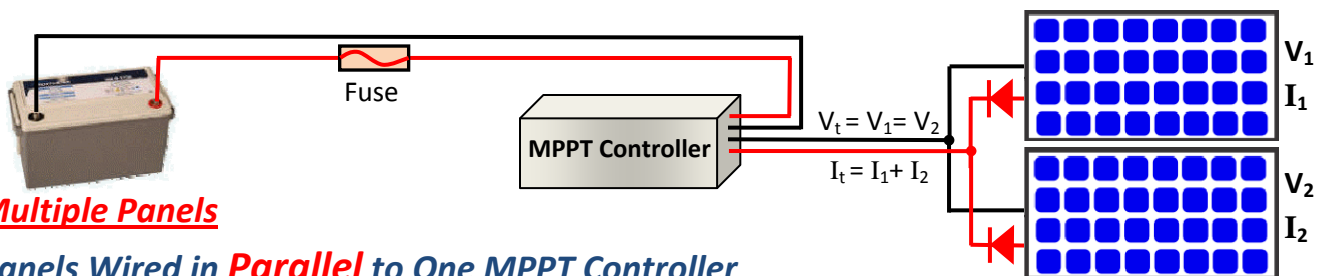 V₁
I₁
Fuse
Vₜ = V₁= V₂
MPPT Controller
Iₜ = I₁+ I₂
V₂
I₂
Multiple Panels
Panels Wired in Parallel to One MPPT Controller